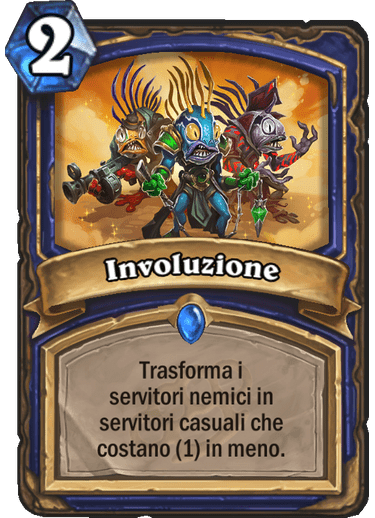 2
Involuzione
Trasforma i
servitori nemici in
servitori casuali che
costano (1) in meno.